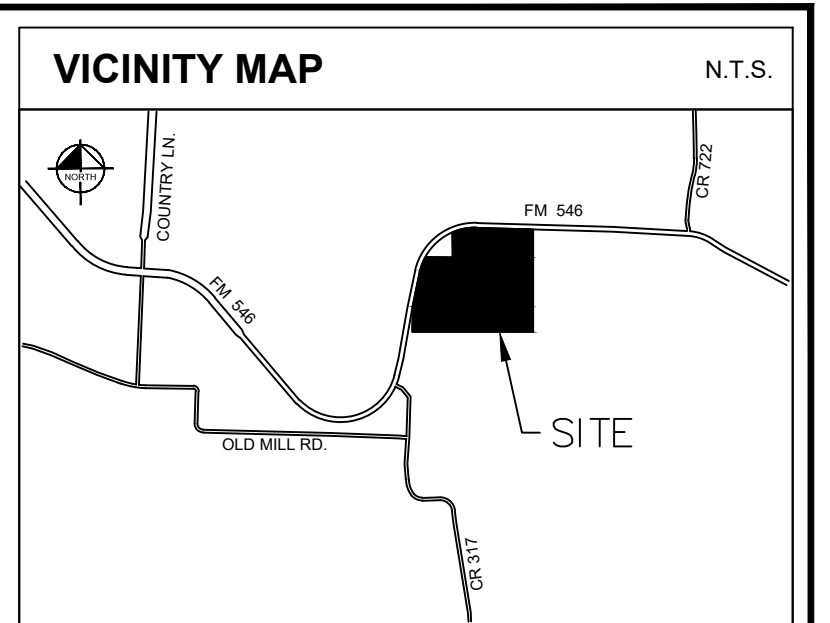 VICINITY MAP
N.T.S.
NORTH
COUNTRY LN.
CR 722
FM 546
FM 546
SITE
OLD MILL RD.
CR 317